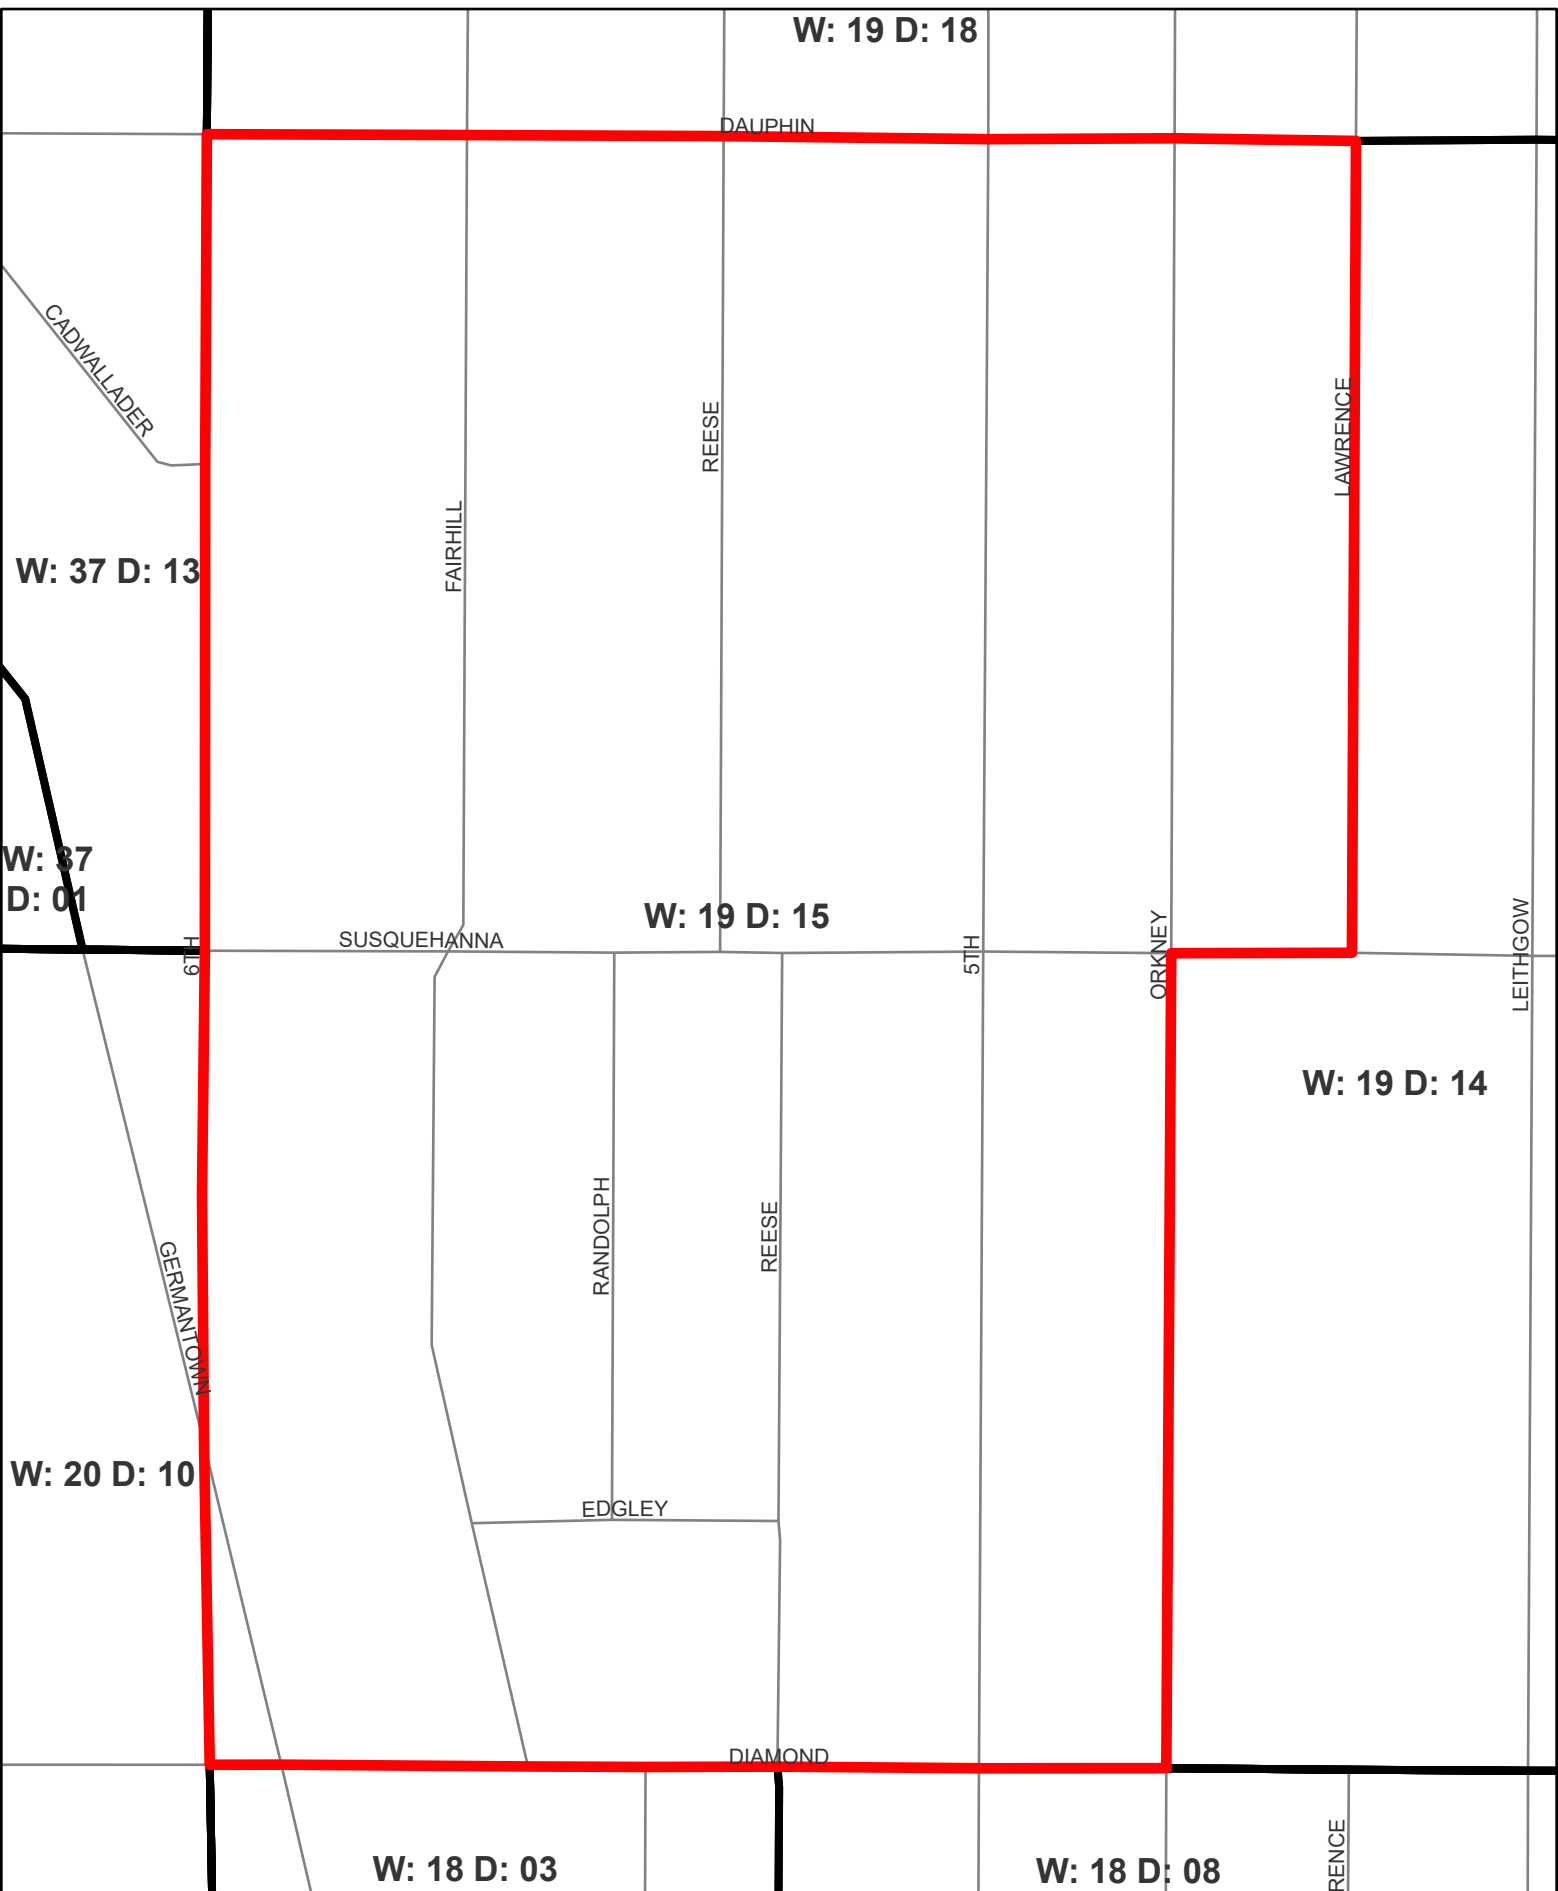 W: 19 D: 18
DAUPHIN
CADWALLADER
LAWRENCE
REESE
FAIRHILL
W: 37 D: 13
W: 37
D: 01
W: 19 D: 15
SUSQUEHANNA
6TH
5TH
ORKNEY
LEITHGOW
W: 19 D: 14
RANDOLPH
REESE
GERMANTOWN
W: 20 D: 10
EDGLEY
DIAMOND
RENCE
W: 18 D: 03
W: 18 D: 08